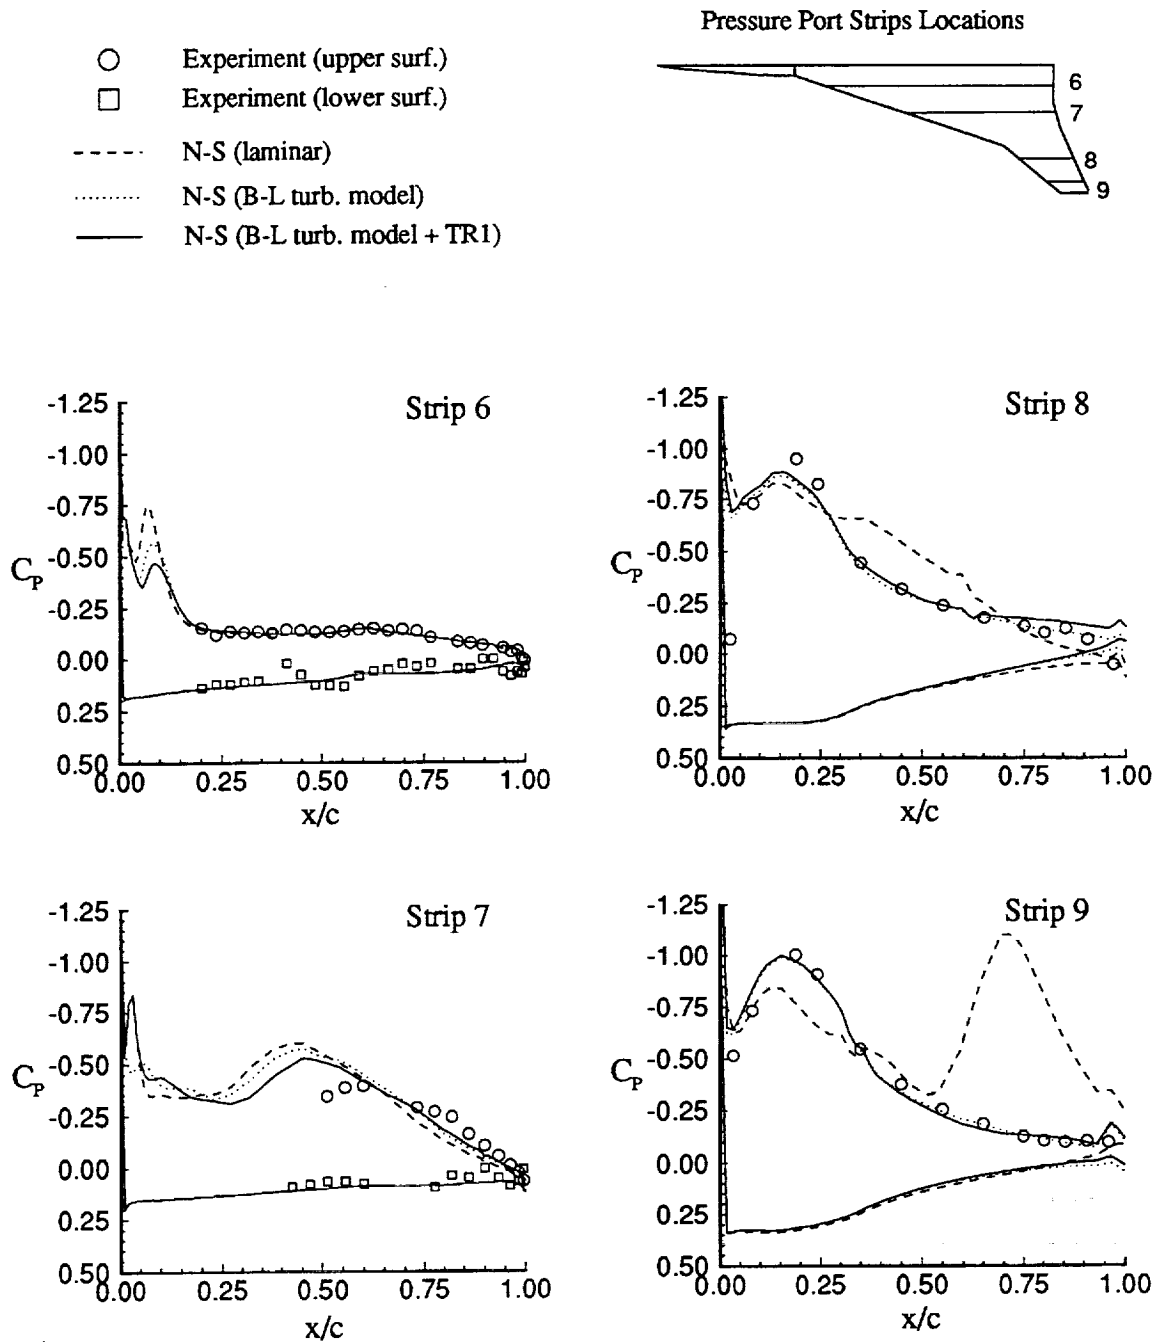 Pressure Port Strips Locations
Experiment (upper surf.)
Experiment (lower surf.)
N-S (laminar)
N-S (B-L turb. model)
N-S (B-L turb. model + TR1)
6
7
8
9
Strip 6
-1.25
-1.00
-0.75
-0.50
-0.25
0.00
0.25
0.50
CP
0.00 0.25 0.50 0.75 1.00
x/c
Strip 8
-1.25
-1.00
-0.75
-0.50
-0.25
0.00
0.25
0.50
CP
0.00 0.25 0.50 0.75 1.00
x/c
Strip 7
-1.25
-1.00
-0.75
-0.50
-0.25
0.00
0.25
0.50
CP
0.00 0.25 0.50 0.75 1.00
x/c
Strip 9
-1.25
-1.00
-0.75
-0.50
-0.25
0.00
0.25
0.50
CP
0.00 0.25 0.50 0.75 1.00
x/c